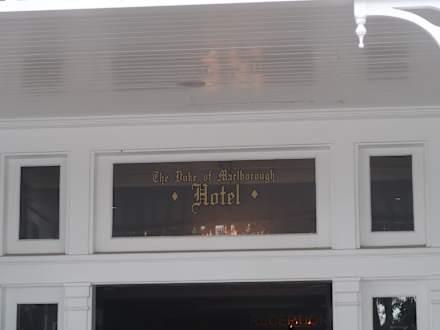 The Duke of Marlborough
Hotel